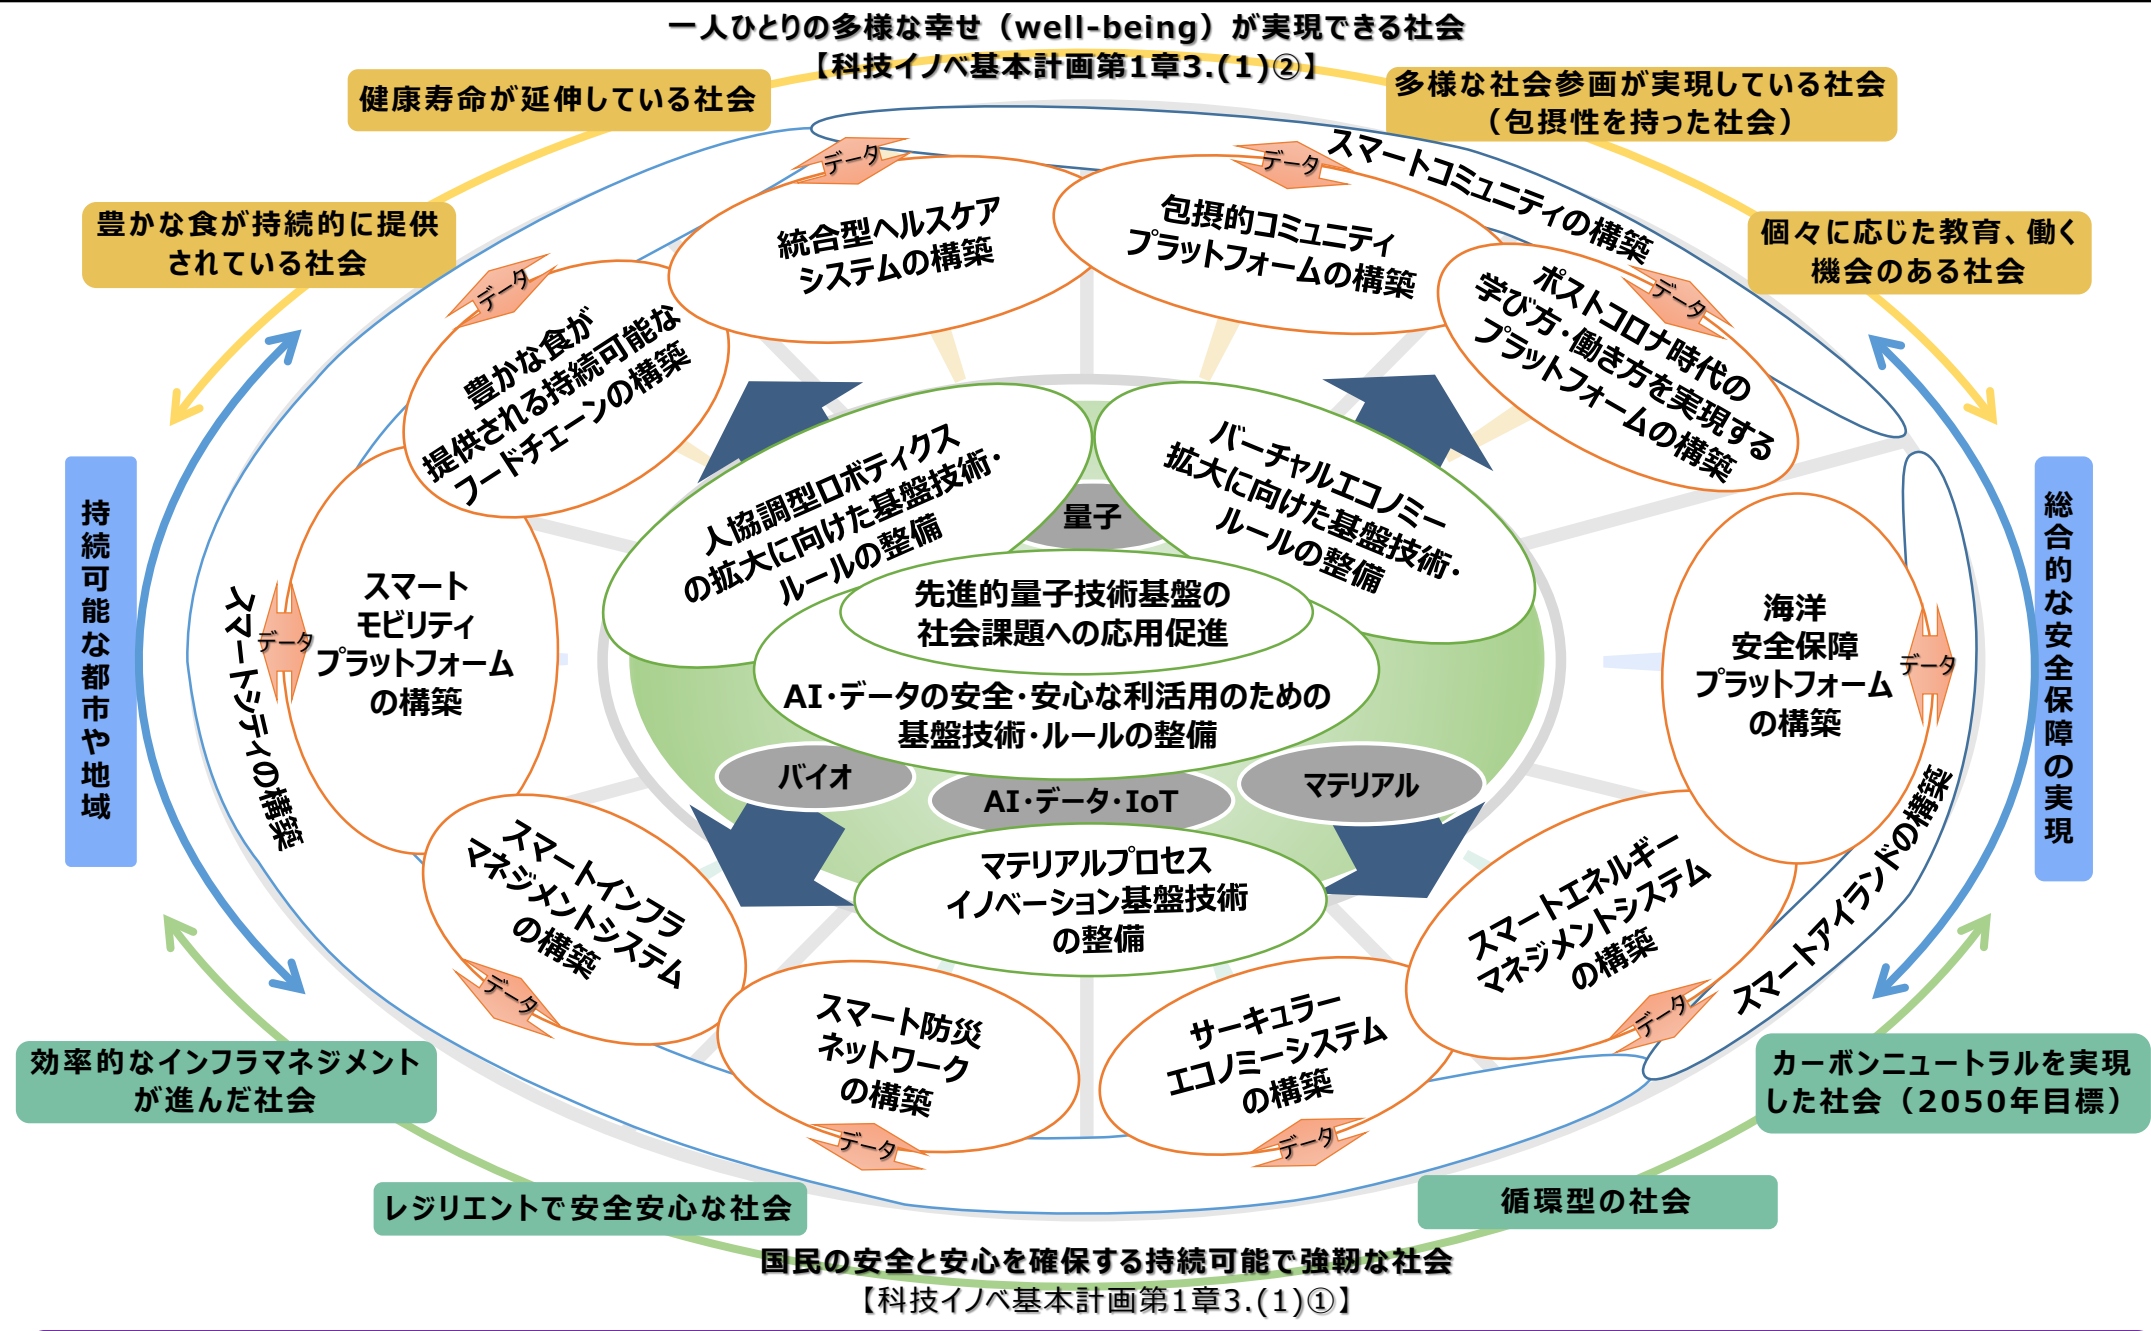 一人ひとりの多様な幸せ（well-being）が実現できる社会
【科技イノベ基本計画第1章3.(1)②】
健康寿命が延伸している社会
多様な社会参画が実現している社会
（包摂性を持った社会）
豊かな食が持続的に提供
されている社会
個々に応じた教育、働く
機会のある社会
スマートコミュニティの構築
データ
統合型ヘルスケア
システムの構築
データ
包摂的コミュニティ
プラットフォームの構築
データ
ポストコロナ時代の
学び方・働き方を実現する
プラットフォームの構築
データ
豊かな食が
提供される持続可能な
フードチェーンの構築
人協調型ロボティクス
の拡大に向けた基盤技術・
ルールの整備
バーチャルエコノミー
拡大に向けた基盤技術・
ルールの整備
量子
先進的量子技術基盤の
社会課題への応用促進
AI・データの安全・安心な利活用のための
基盤技術・ルールの整備
バイオ
AI・データ・IoT
マテリアル
マテリアルプロセス
イノベーション基盤技術
の整備
持続可能な都市や地域
スマートシティの構築
データ
スマート
モビリティ
プラットフォーム
の構築
海洋
安全保障
プラットフォーム
の構築
データ
総合的な安全保障の実現
スマートアイランドの構築
スマートインフラ
マネジメントシステム
の構築
データ
スマート防災
ネットワーク
の構築
データ
サーキュラー
エコノミーシステム
の構築
データ
スマートエネルギー
マネジメントシステム
の構築
データ
効率的なインフラマネジメント
が進んだ社会
カーボンニュートラルを実現
した社会（2050年目標）
レジリエントで安全安心な社会
循環型の社会
国民の安全と安心を確保する持続可能で強靭な社会
【科技イノベ基本計画第1章3.(1)①】